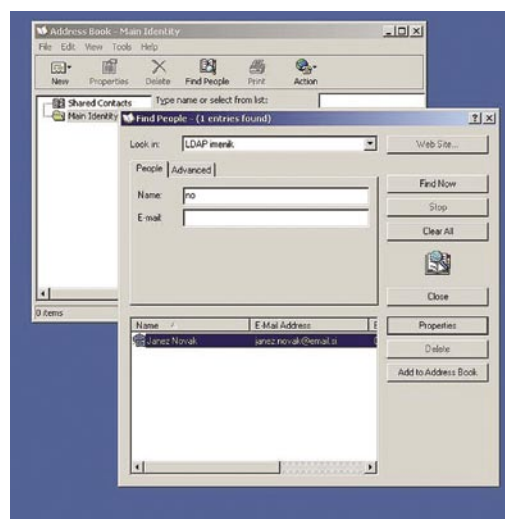 Address Book - Main Identity
File Edit View Tools Help
New Properties Delete Find People Print Action
Shared Contacts
Main Identity
Type name or select from list:
0 items
Find People - (1 entries found)
Look in: LDAP imenik
Web Site...
People Advanced
Name: no
E-mail:
Find Now
Stop
Clear All
Close
Name E-Mail Address
Janez Novak janez.novak@email.si
Properties
Delete
Add to Address Book